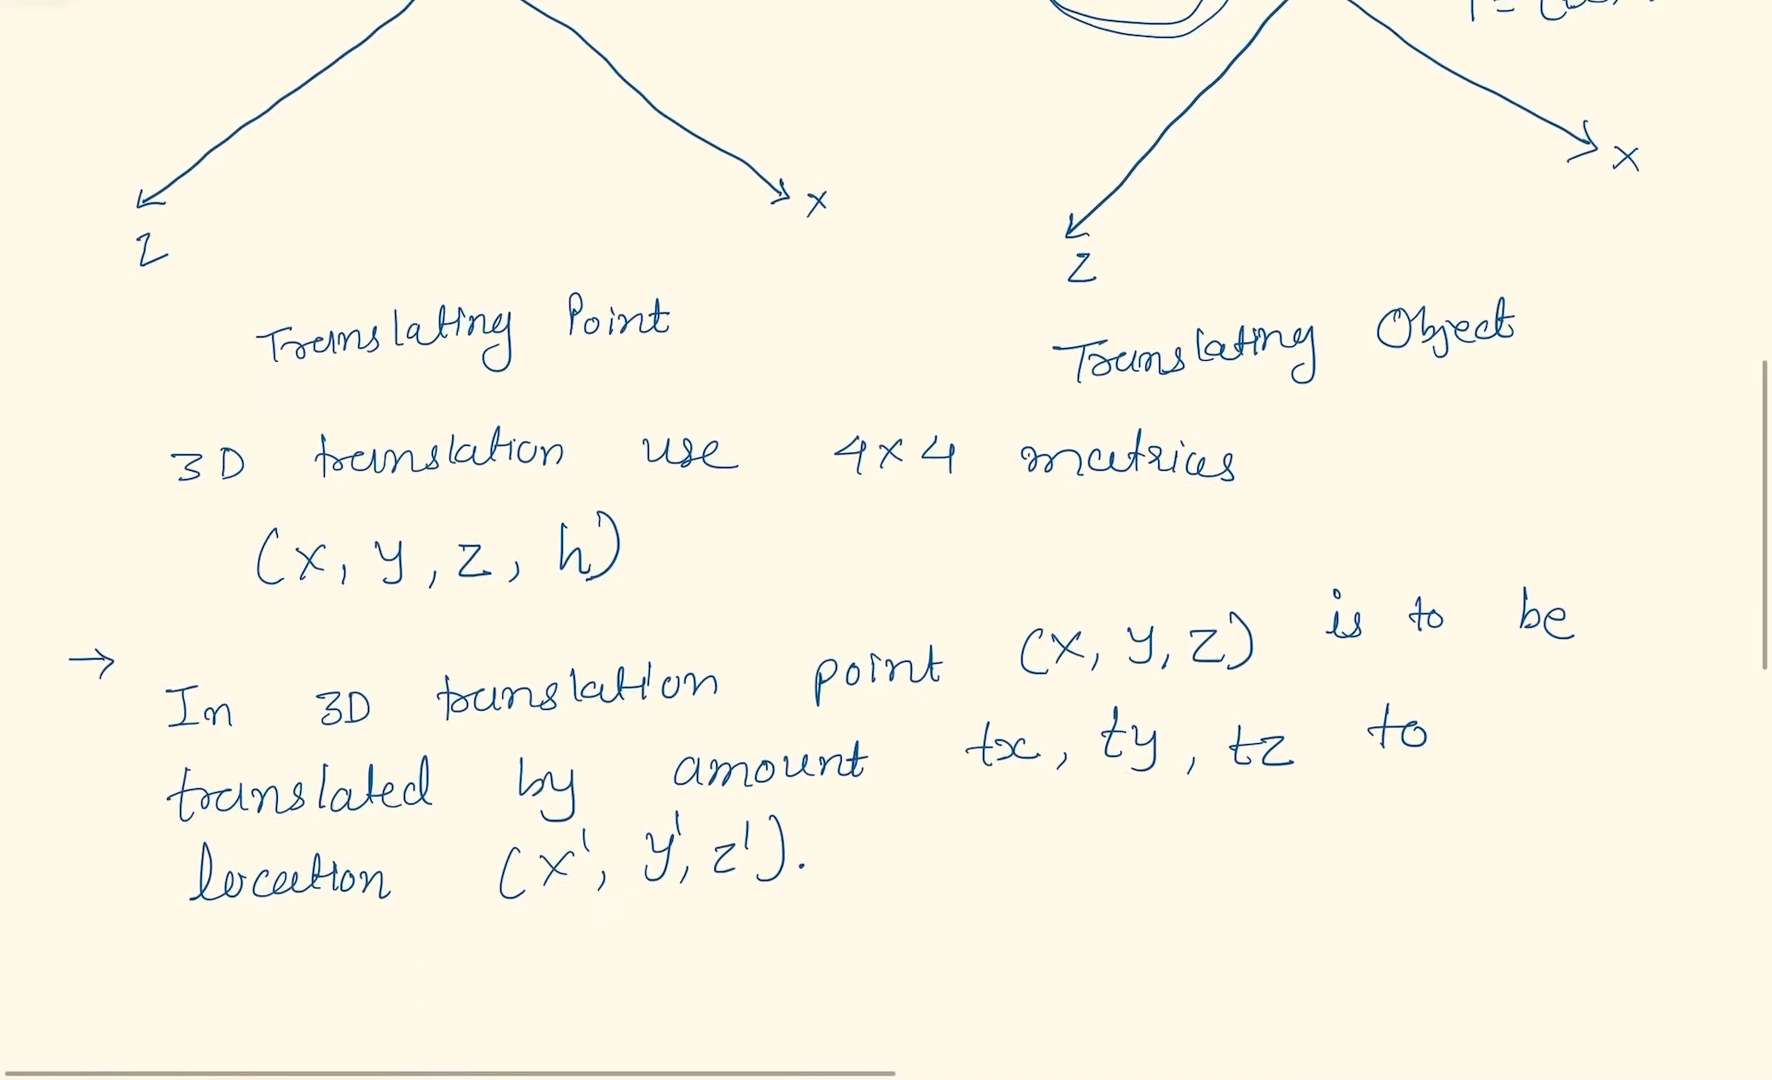 X
X
Z
Z
Translating Point
Translating Object
3D translation use 4×4 matrices
(x, y, z, h)
→ In 3D translation point (x, y, z) is to be
translated by amount tx, ty, tz to
location (x', y', z').